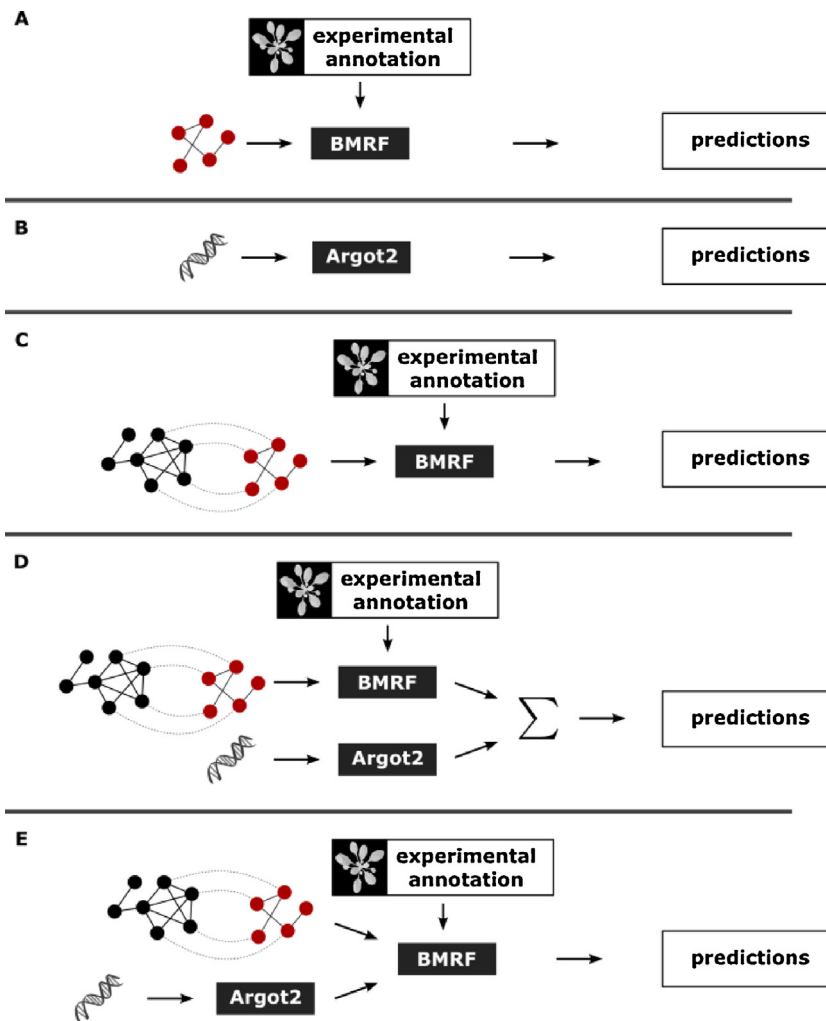 A
experimental
annotation
BMRF
predictions
B
Argot2
predictions
C
experimental
annotation
BMRF
predictions
D
experimental
annotation
BMRF
Σ
predictions
Argot2
E
experimental
annotation
BMRF
predictions
Argot2